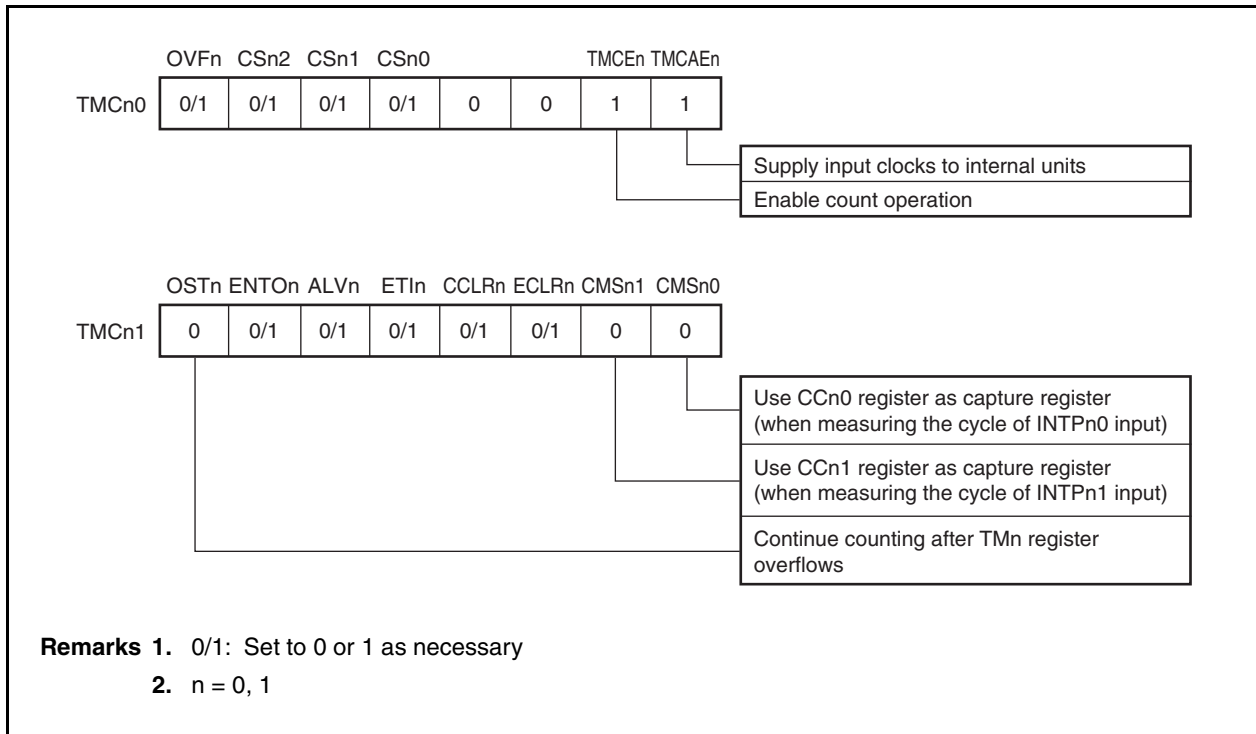 OVFn CSn2 CSn1 CSn0 TMCEn TMCAEn
TMCn0 0/1 0/1 0/1 0/1 0 0 1 1
Supply input clocks to internal units
Enable count operation
OSTn ENTOn ALVn ETIn CCLRn ECLRn CMSn1 CMSn0
TMCn1 0 0/1 0/1 0/1 0/1 0/1 0 0
Use CCn0 register as capture register
(when measuring the cycle of INTPn0 input)
Use CCn1 register as capture register
(when measuring the cycle of INTPn1 input)
Continue counting after TMn register
overflows
Remarks 1. 0/1: Set to 0 or 1 as necessary
2. n = 0, 1